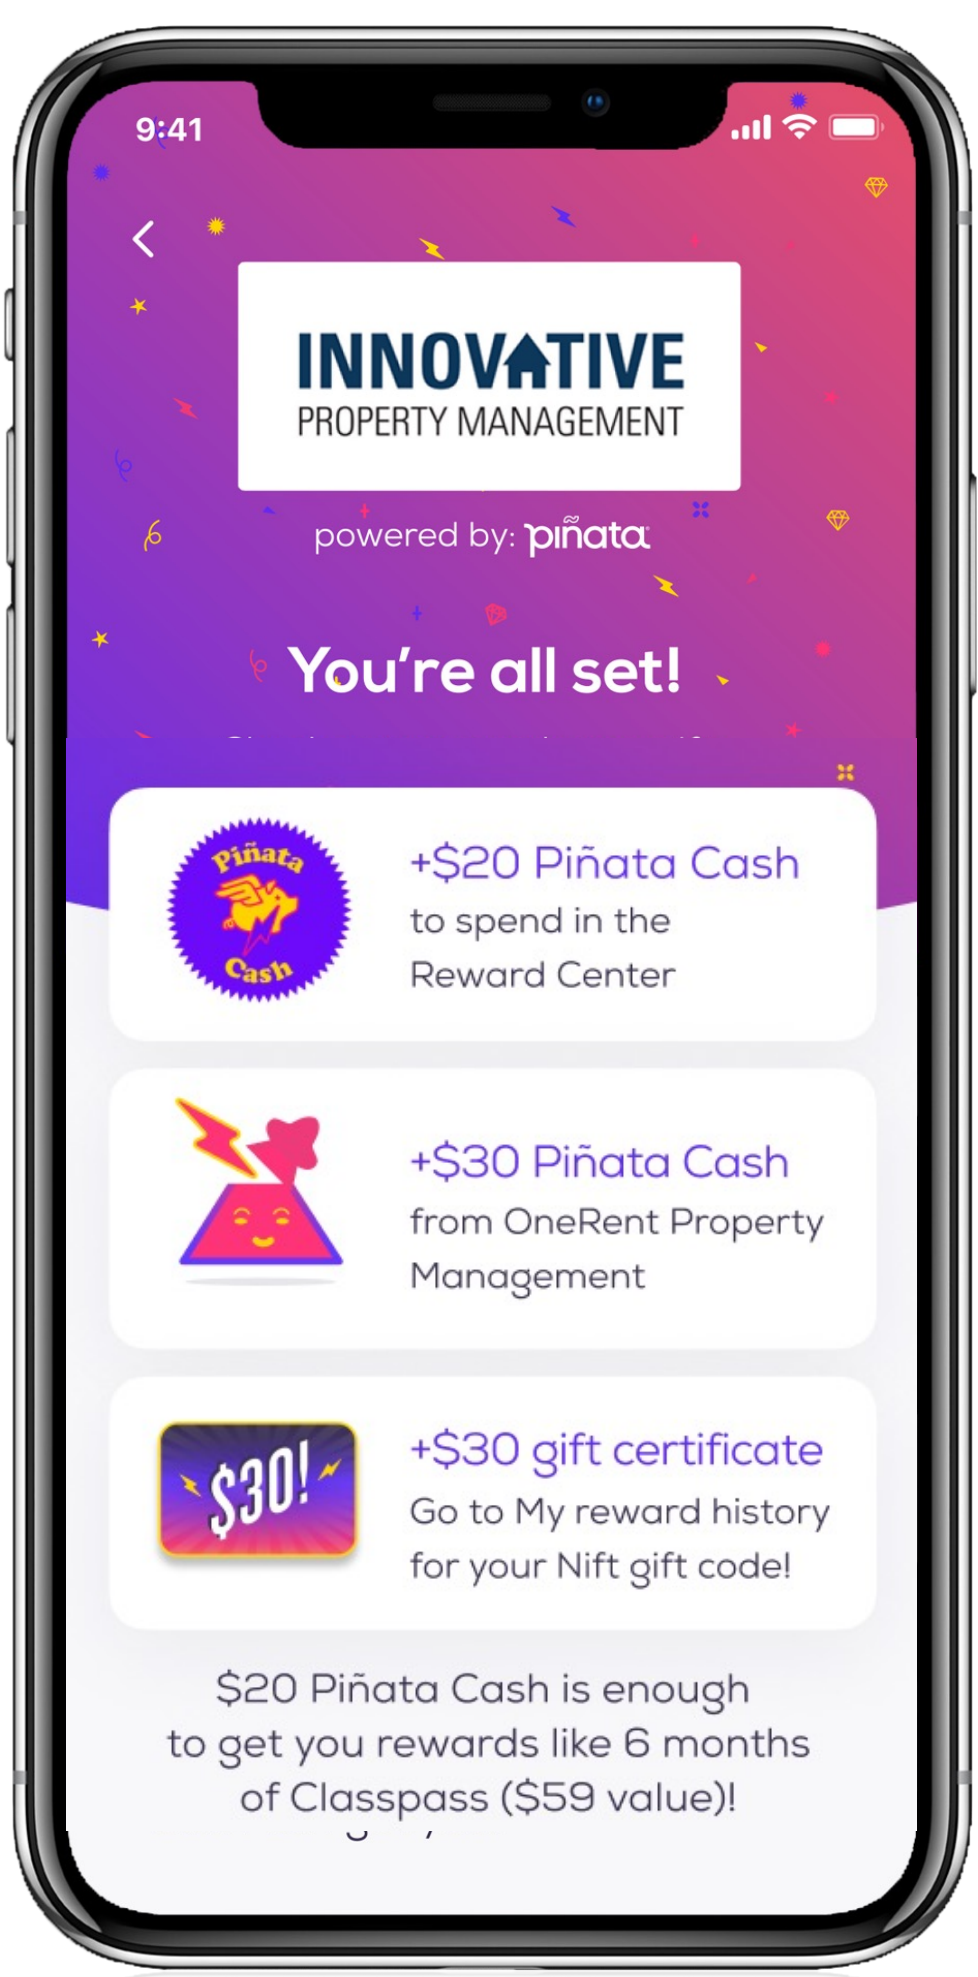 9:41
INNOVATIVE
PROPERTY MANAGEMENT
powered by: piñata
You're all set!
Piñata
Cash
+$20 Piñata Cash
to spend in the
Reward Center
+$30 Piñata Cash
from OneRent Property
Management
$30!
+$30 gift certificate
Go to My reward history
for your Nift gift code!
$20 Piñata Cash is enough
to get you rewards like 6 months
of Classpass ($59 value)!